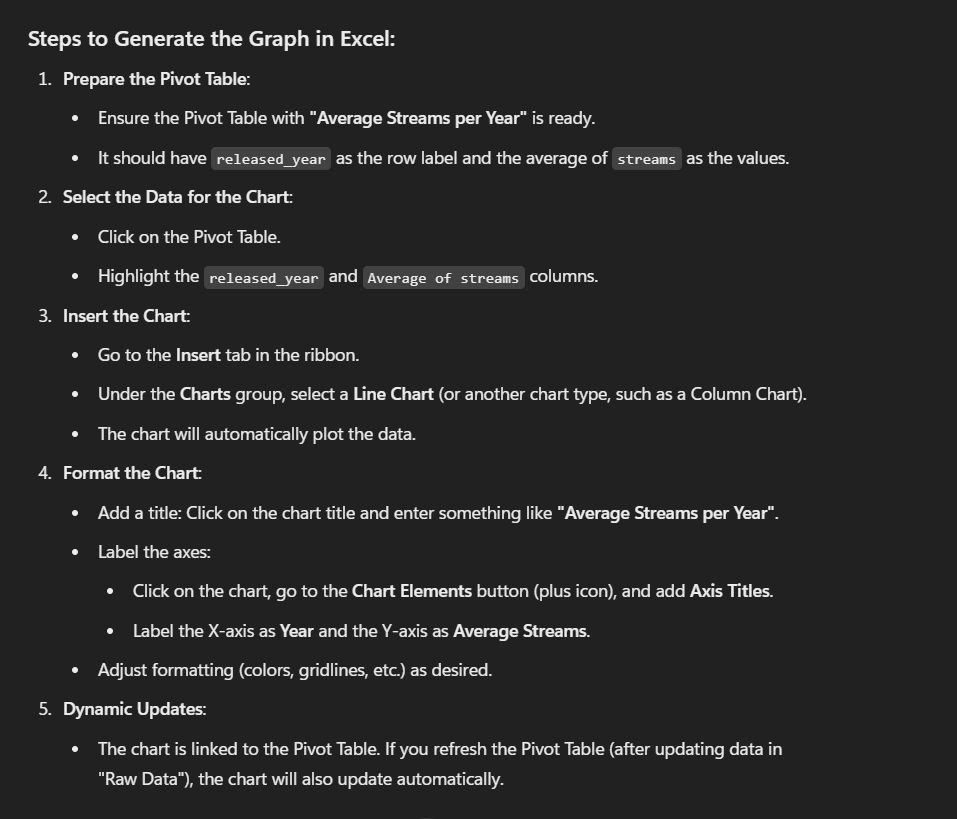 Steps to Generate the Graph in Excel:
1. Prepare the Pivot Table:
• Ensure the Pivot Table with "Average Streams per Year" is ready.
• It should have released_year as the row label and the average of streams as the values.
2. Select the Data for the Chart:
• Click on the Pivot Table.
• Highlight the released_year and Average of streams columns.
3. Insert the Chart:
• Go to the Insert tab in the ribbon.
• Under the Charts group, select a Line Chart (or another chart type, such as a Column Chart).
• The chart will automatically plot the data.
4. Format the Chart:
• Add a title: Click on the chart title and enter something like "Average Streams per Year".
• Label the axes:
• Click on the chart, go to the Chart Elements button (plus icon), and add Axis Titles.
• Label the X-axis as Year and the Y-axis as Average Streams.
• Adjust formatting (colors, gridlines, etc.) as desired.
5. Dynamic Updates:
• The chart is linked to the Pivot Table. If you refresh the Pivot Table (after updating data in
"Raw Data"), the chart will also update automatically.